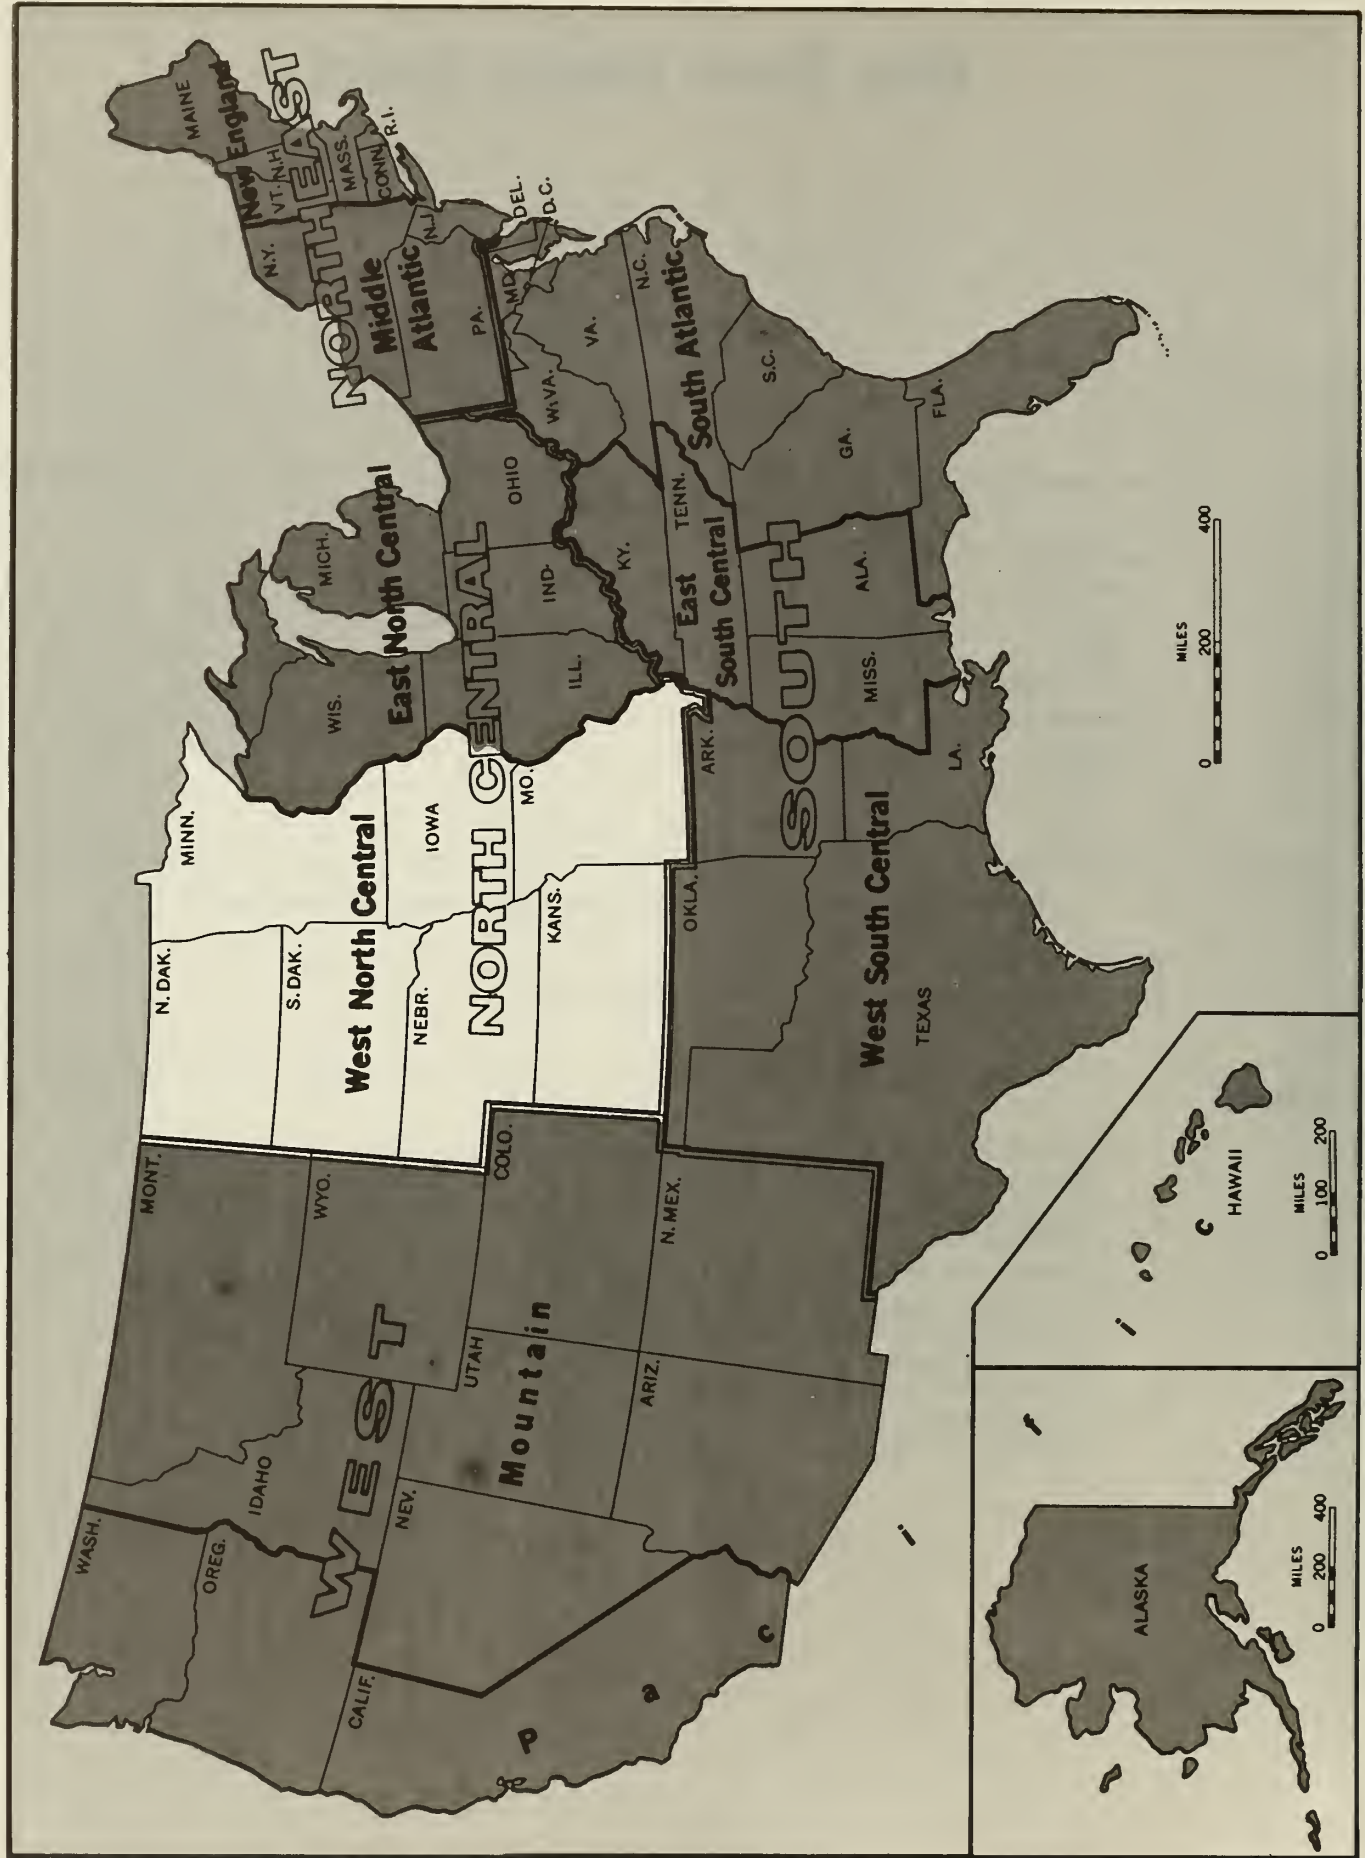 WEST
Mountain
Pacific
WASH.
OREG.
CALIF.
IDAHO
NEV.
MONT.
WYO.
UTAH
COLO.
ARIZ.
N. MEX.
NORTH CENTRAL
West North Central
N. DAK.
S. DAK.
NEBR.
KANS.
MINN.
IOWA
MO.
East North Central
WIS.
MICH.
ILL.
IND.
OHIO
NORTHEAST
New England
MAINE
VT.
N.H.
MASS.
CONN.
R.I.
Middle
Atlantic
N.Y.
N.J.
PA.
SOUTH
West South Central
OKLA.
TEXAS
ARK.
LA.
East
South Central
KY.
TENN.
MISS.
ALA.
South Atlantic
DEL.
D.C.
MD.
W. VA.
VA.
N.C.
S.C.
GA.
FLA.
MILES
0 200 400
ALASKA
MILES
0 200 400
HAWAII
MILES
0 100 200